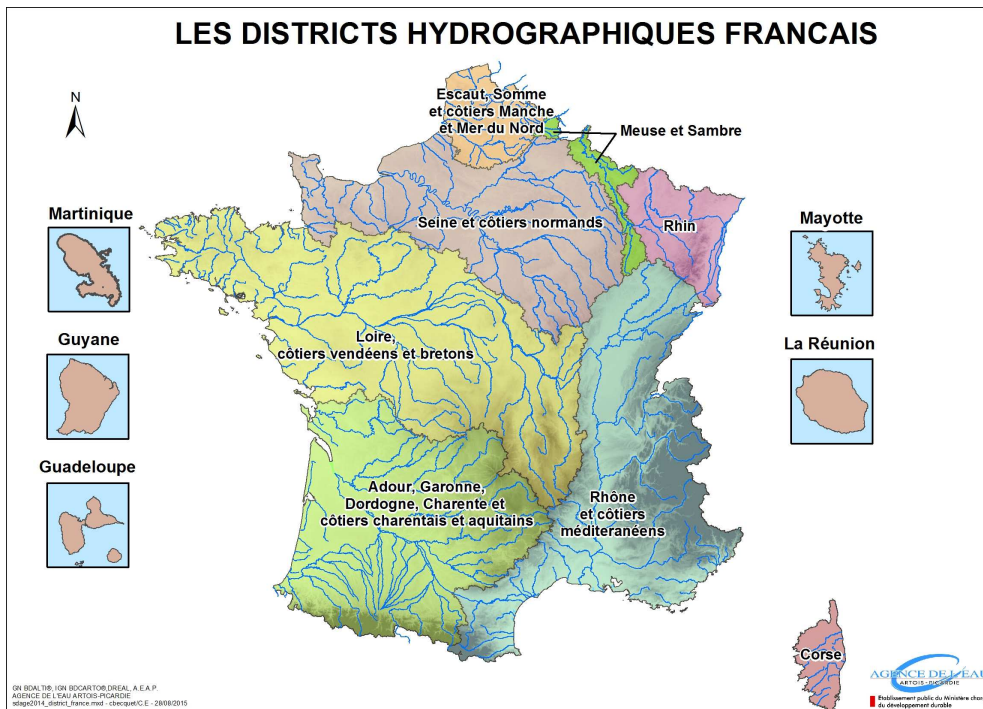 LES DISTRICTS HYDROGRAPHIQUES FRANCAIS
N
Escaut, Somme
et côtiers Manche
et Mer du Nord
Meuse et Sambre
Seine et côtiers normands
Rhin
Martinique
Mayotte
Guyane
La Réunion
Loire,
côtiers vendéens et bretons
Guadeloupe
Adour, Garonne,
Dordogne, Charente et
côtiers charentais et aquitains
Rhône
et côtiers
méditeranéens
Corse
AGENCE DE L'EAU
ARTOIS-PICARDIE
Etablissement public du Ministère
du développement durable
GN BDALTI®, IGN BDCARTO®,DREAL, A.E.A.P.
AGENCE DE L'EAU ARTOIS-PICARDIE
sdage2014_district_france.mxd - cbecquet/C.E - 28/08/2015